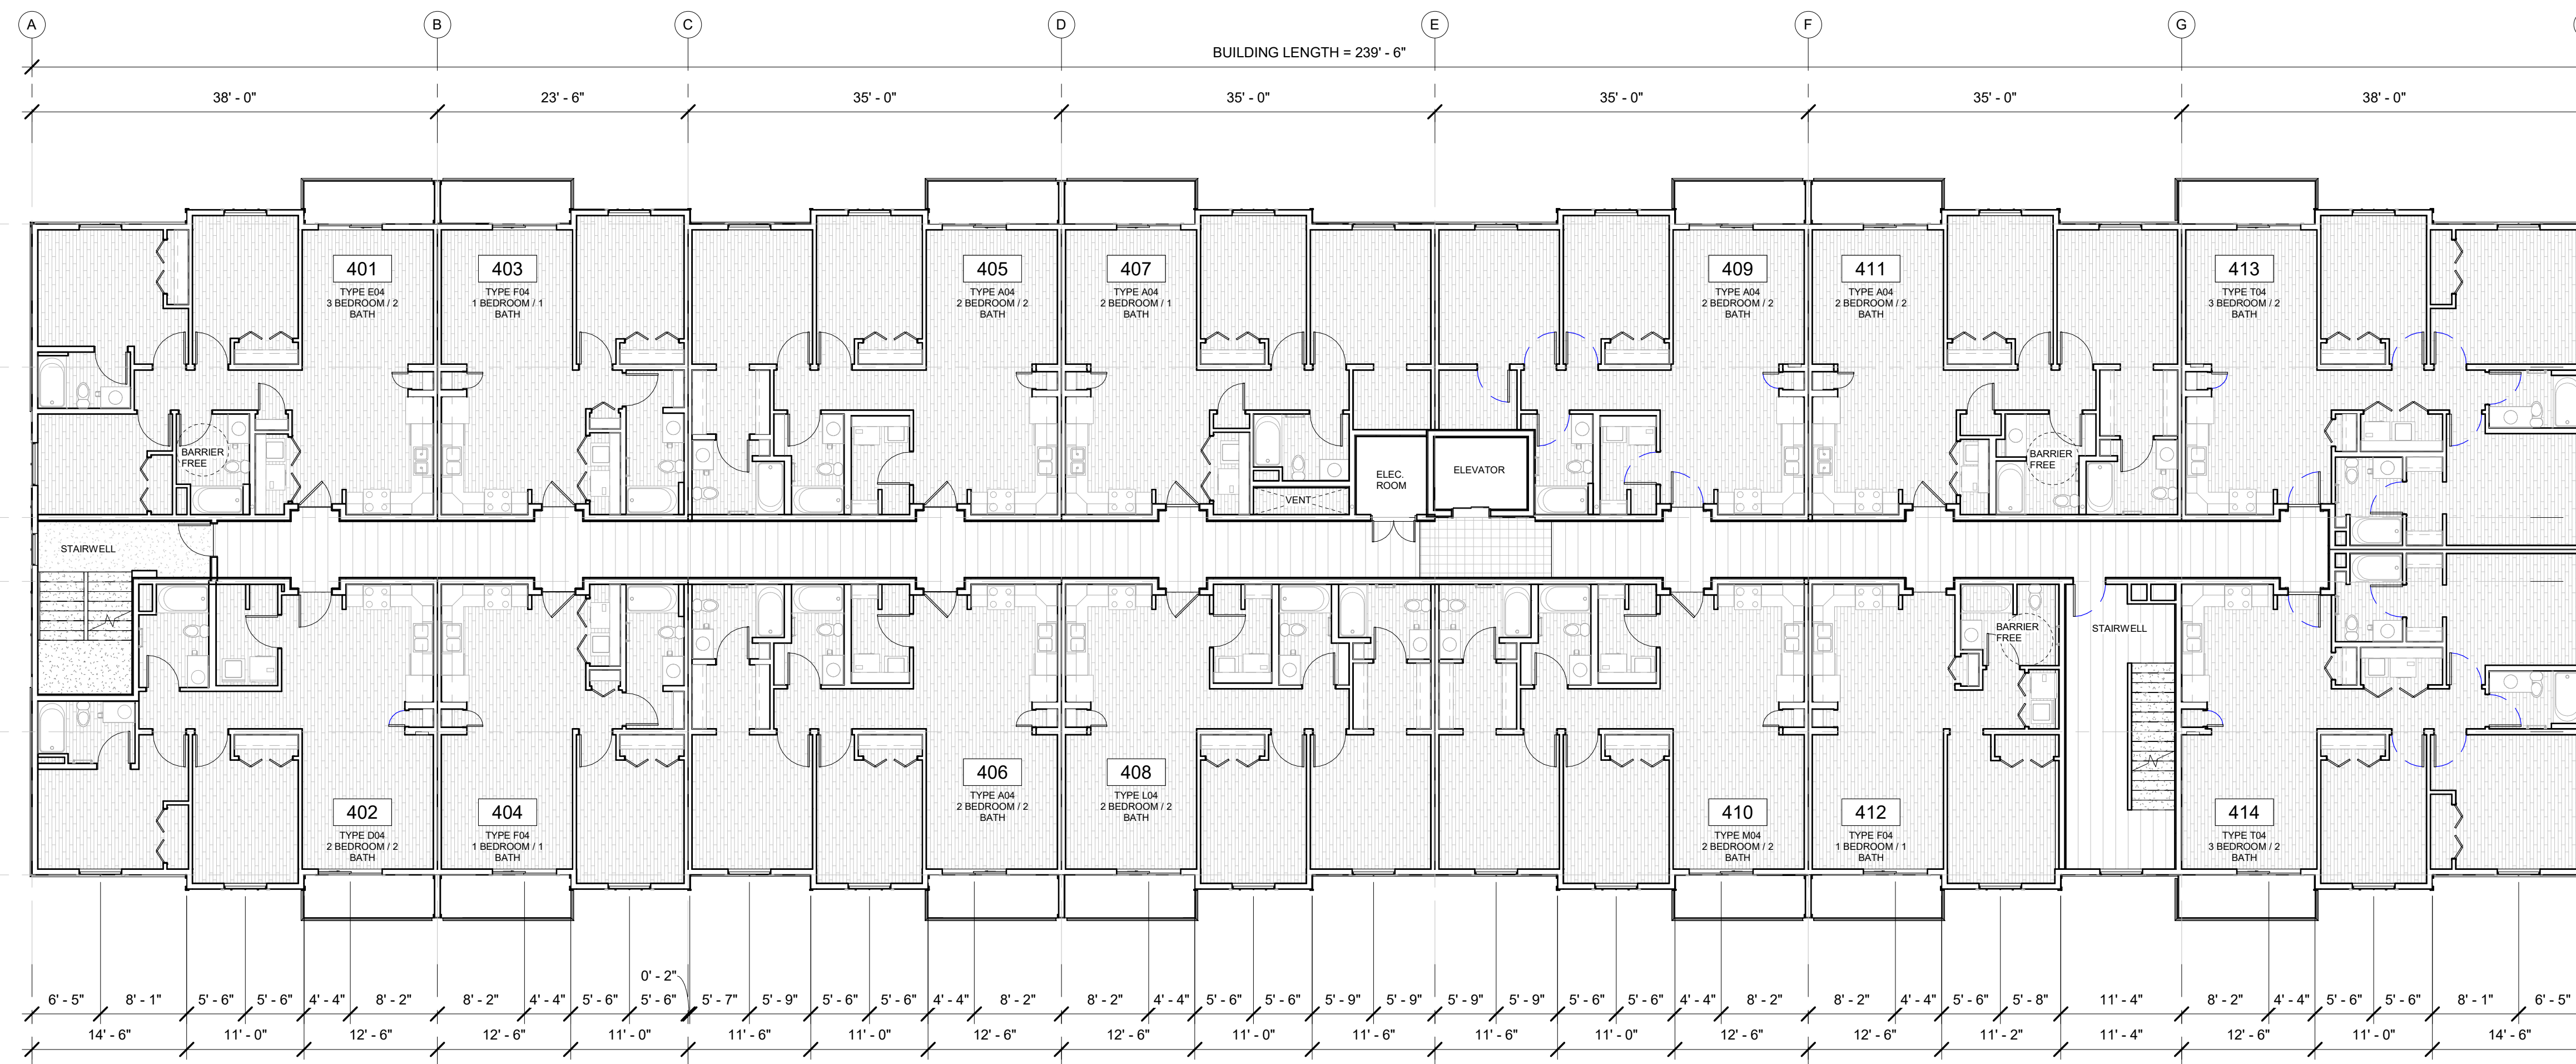 A
B
C
D
E
F
G
BUILDING LENGTH = 239' - 6"
38' - 0"
23' - 6"
35' - 0"
35' - 0"
35' - 0"
35' - 0"
38' - 0"
401
TYPE E04
3 BEDROOM / 2
BATH
403
TYPE F04
1 BEDROOM / 1
BATH
405
TYPE A04
2 BEDROOM / 2
BATH
407
TYPE A04
2 BEDROOM / 1
BATH
409
TYPE A04
2 BEDROOM / 2
BATH
411
TYPE A04
2 BEDROOM / 2
BATH
413
TYPE T04
3 BEDROOM / 2
BATH
BARRIER
FREE
VENT
ELEC.
ROOM
ELEVATOR
BARRIER
FREE
STAIRWELL
BARRIER
FREE
STAIRWELL
402
TYPE D04
2 BEDROOM / 2
BATH
404
TYPE F04
1 BEDROOM / 1
BATH
406
TYPE A04
2 BEDROOM / 2
BATH
408
TYPE L04
2 BEDROOM / 2
BATH
410
TYPE M04
2 BEDROOM / 2
BATH
412
TYPE F04
1 BEDROOM / 1
BATH
414
TYPE T04
3 BEDROOM / 2
BATH
0' - 2"
6' - 5"
8' - 1"
5' - 6"
5' - 6"
4' - 4"
8' - 2"
8' - 2"
4' - 4"
5' - 6"
5' - 6"
5' - 7"
5' - 9"
5' - 6"
5' - 6"
4' - 4"
8' - 2"
8' - 2"
4' - 4"
5' - 6"
5' - 6"
5' - 9"
5' - 9"
5' - 9"
5' - 9"
5' - 6"
5' - 6"
4' - 4"
8' - 2"
8' - 2"
4' - 4"
5' - 6"
5' - 8"
11' - 4"
8' - 2"
4' - 4"
5' - 6"
5' - 6"
8' - 1"
6' - 5"
14' - 6"
11' - 0"
12' - 6"
12' - 6"
11' - 0"
11' - 6"
11' - 0"
12' - 6"
12' - 6"
11' - 0"
11' - 6"
11' - 6"
11' - 0"
12' - 6"
12' - 6"
11' - 2"
11' - 4"
12' - 6"
11' - 0"
14' - 6"